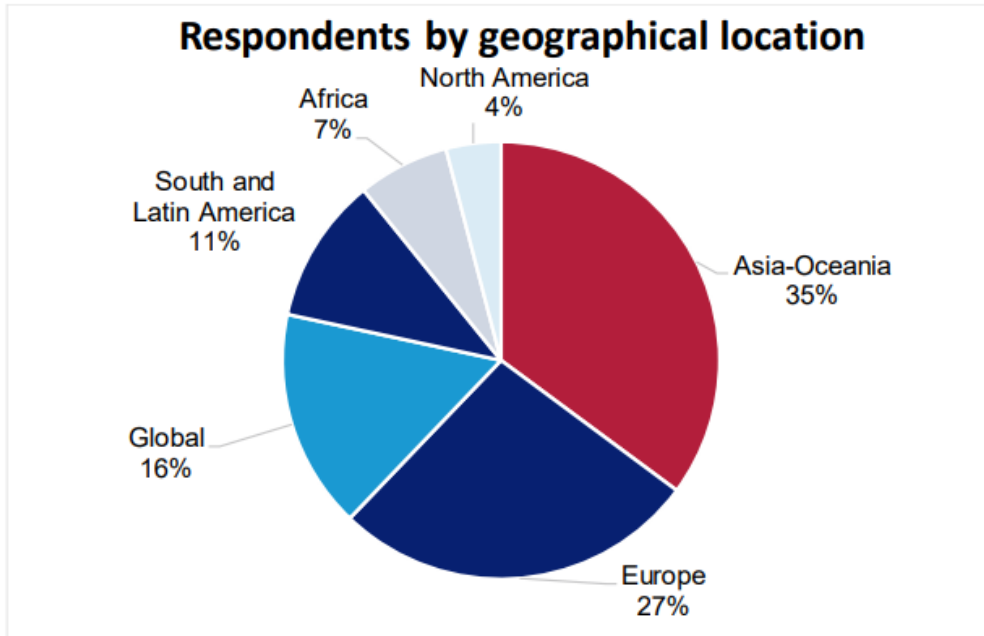 Respondents by geographical location
North America
4%
Africa
7%
South and
Latin America
11%
Asia-Oceania
35%
Global
16%
Europe
27%